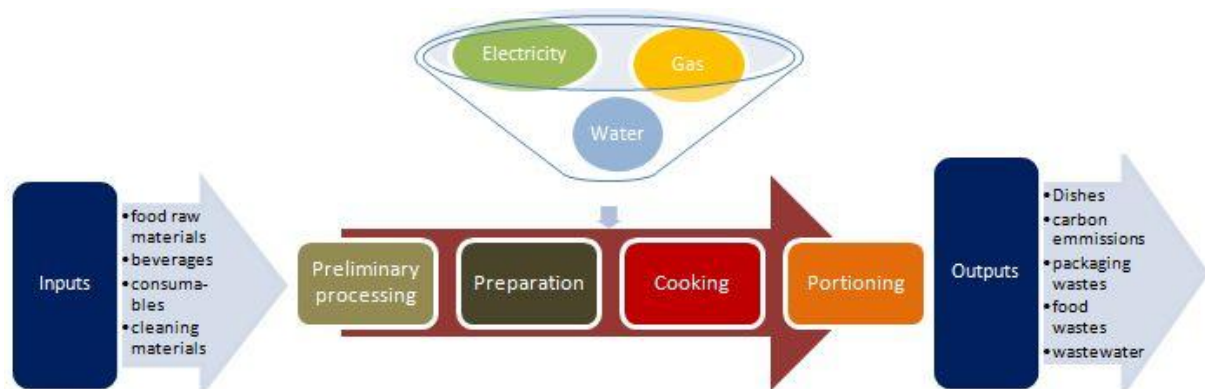 Electricity
Gas
Water
Inputs
•food raw
materials
•beverages
•consuma-
bles
•cleaning
materials
Preliminary
processing
Preparation
Cooking
Portioning
Outputs
•Dishes
•carbon
emmissions
•packaging
wastes
•food
wastes
•wastewater